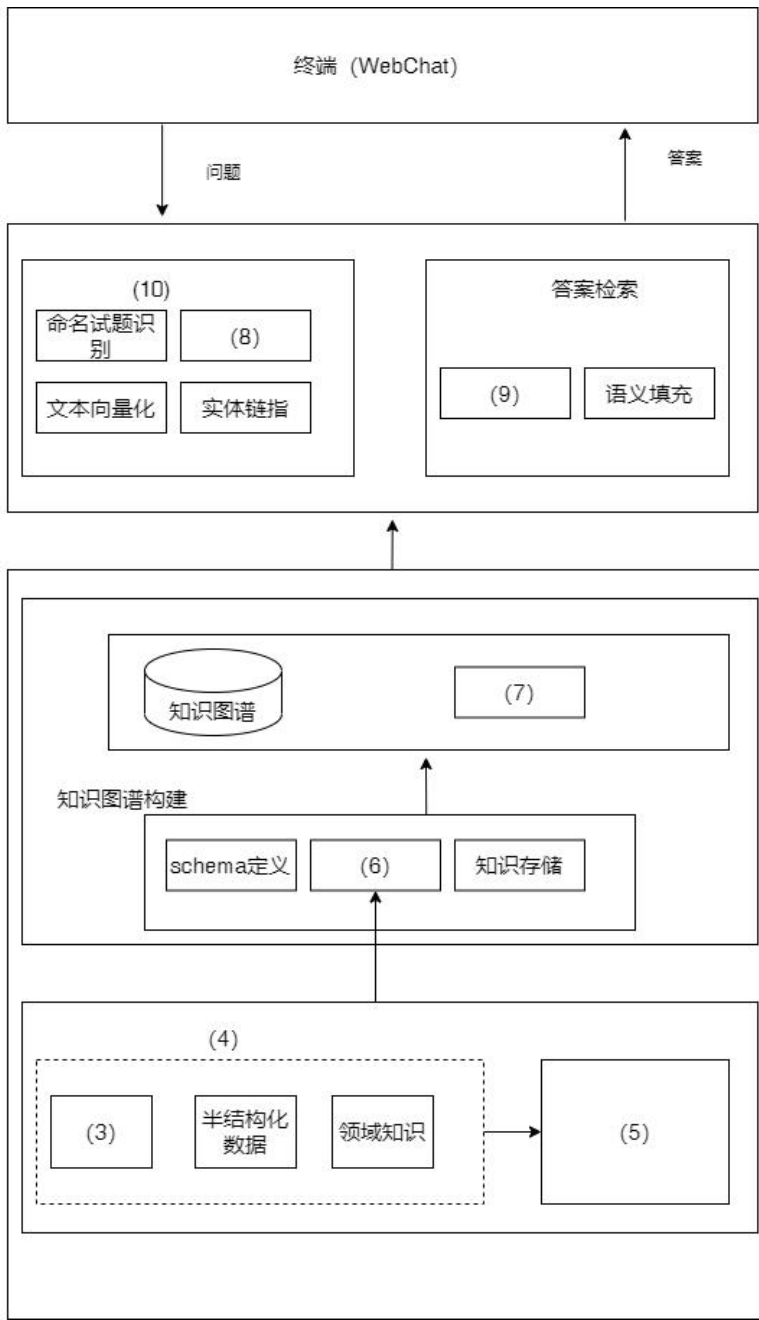 终端（WebChat）
问题
答案
(10)
命名试题识
别
(8)
文本向量化
实体链指
答案检索
(9)
语义填充
知识图谱
(7)
知识图谱构建
schema定义
(6)
知识存储
(4)
(3)
半结构化
数据
领域知识
(5)